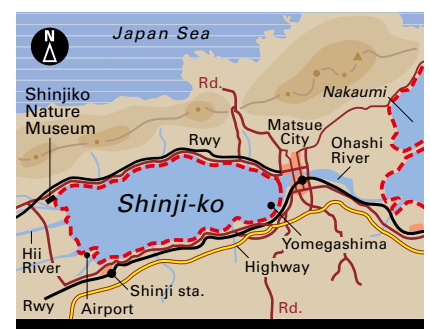 Japan Sea
N
Rd.
Shinjiko
Nature
Museum
Nakaumi
Matsue
City
Rwy
Ohashi
River
Shinji-ko
Yomegashima
Hii
River
Highway
Shinji sta.
Rwy
Airport
Rd.